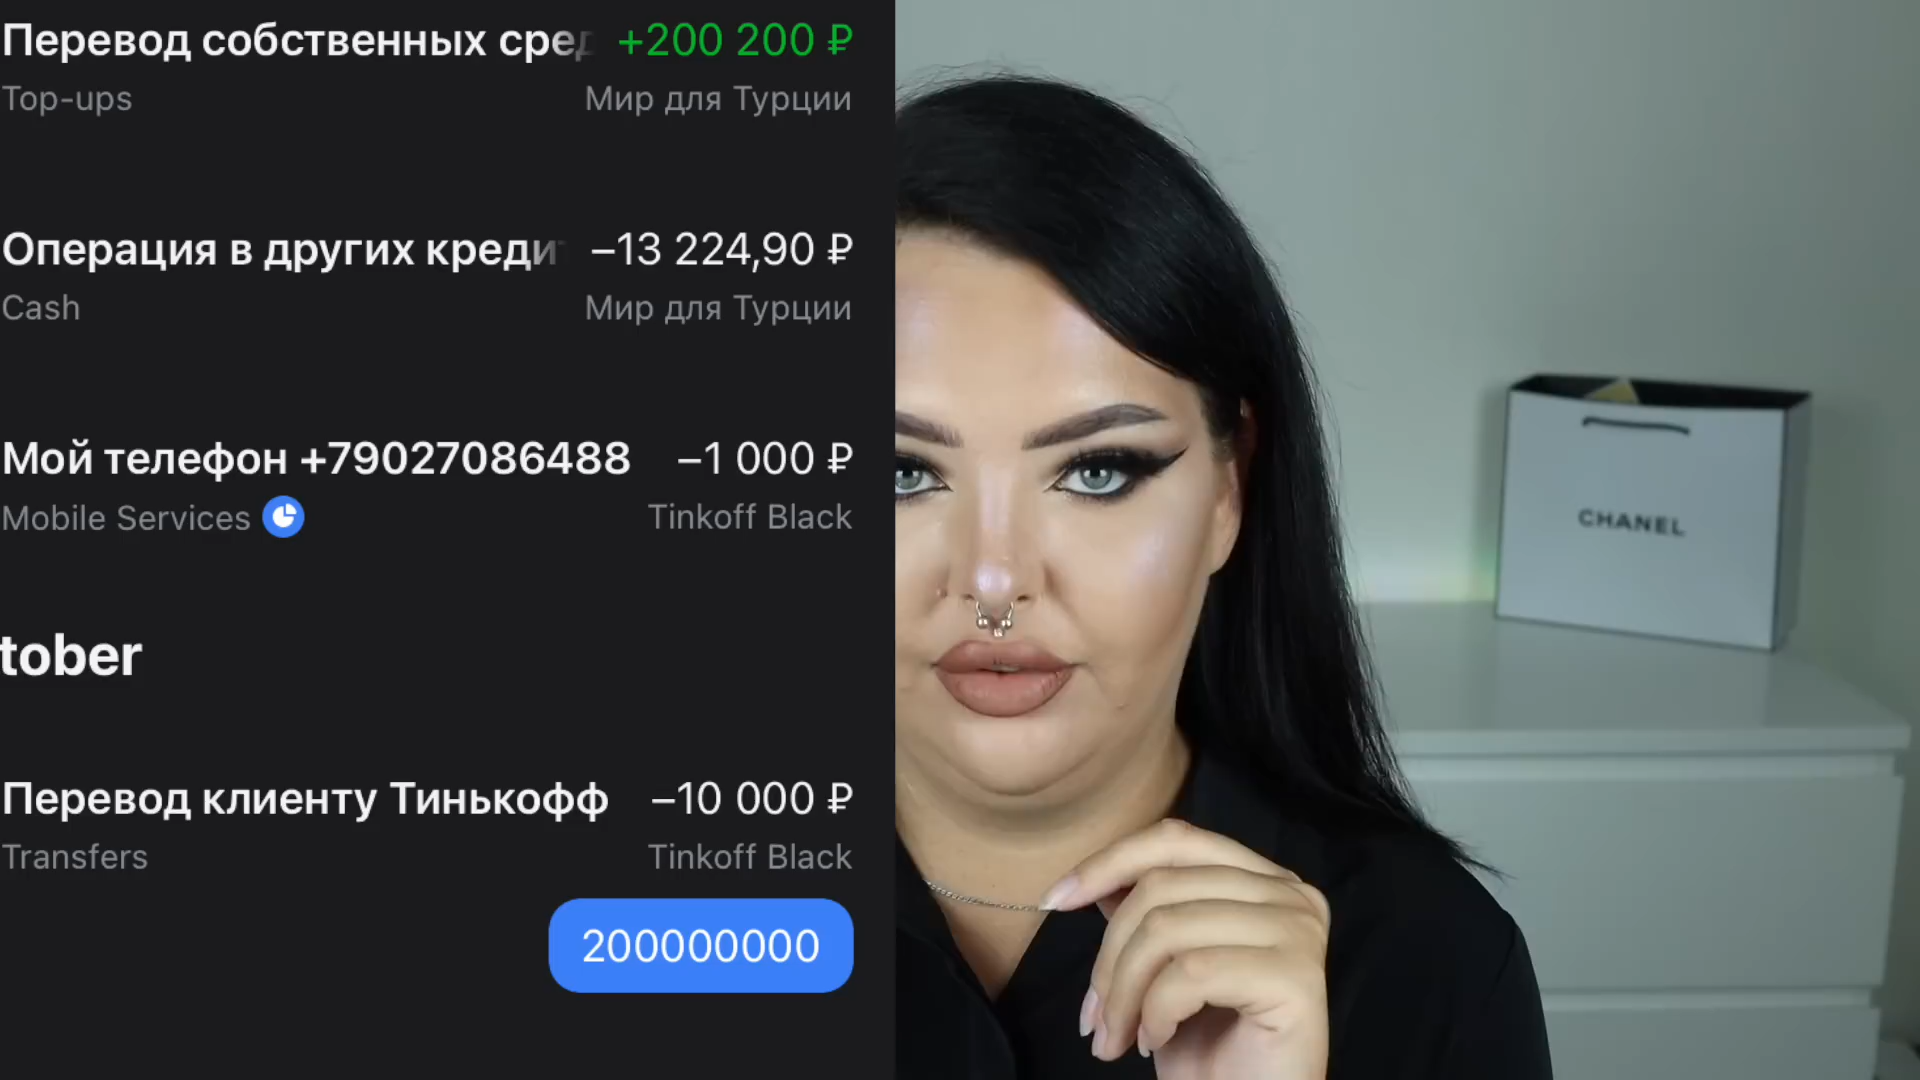 Перевод собственных сред +200 200 ₽
Top-ups Мир для Турции
Операция в других креди –13 224,90 ₽
Cash Мир для Турции
Мой телефон +79027086488 –1 000 ₽
Mobile Services Tinkoff Black
tober
Перевод клиенту Тинькофф –10 000 ₽
Transfers Tinkoff Black
200000000
CHANEL